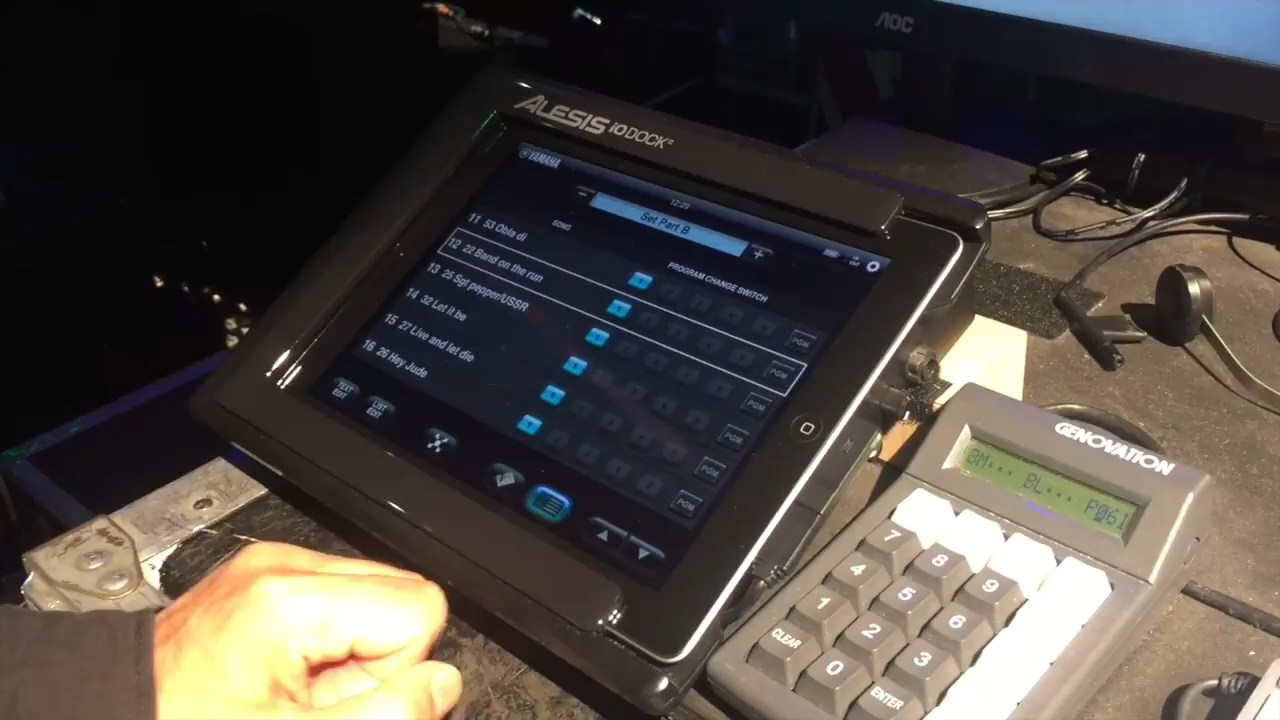 AOC
ALESIS iO DOCK II
YAMAHA
12:29
Set Part B
SONG
PROGRAM CHANGE SWITCH
11 53 Obla di
12 22 Band on the run
PGM
13 25 Sgt pepper/USSR
PGM
14 32 Let it be
PGM
15 27 Live and let die
PGM
16 26 Hey Jude
PGM
PGM
TEXT EDIT
LIST EDIT
GENOVATION
BM••• BL••• P061
7 8 9
4 5 6
1 2 3
CLEAR 0 ENTER